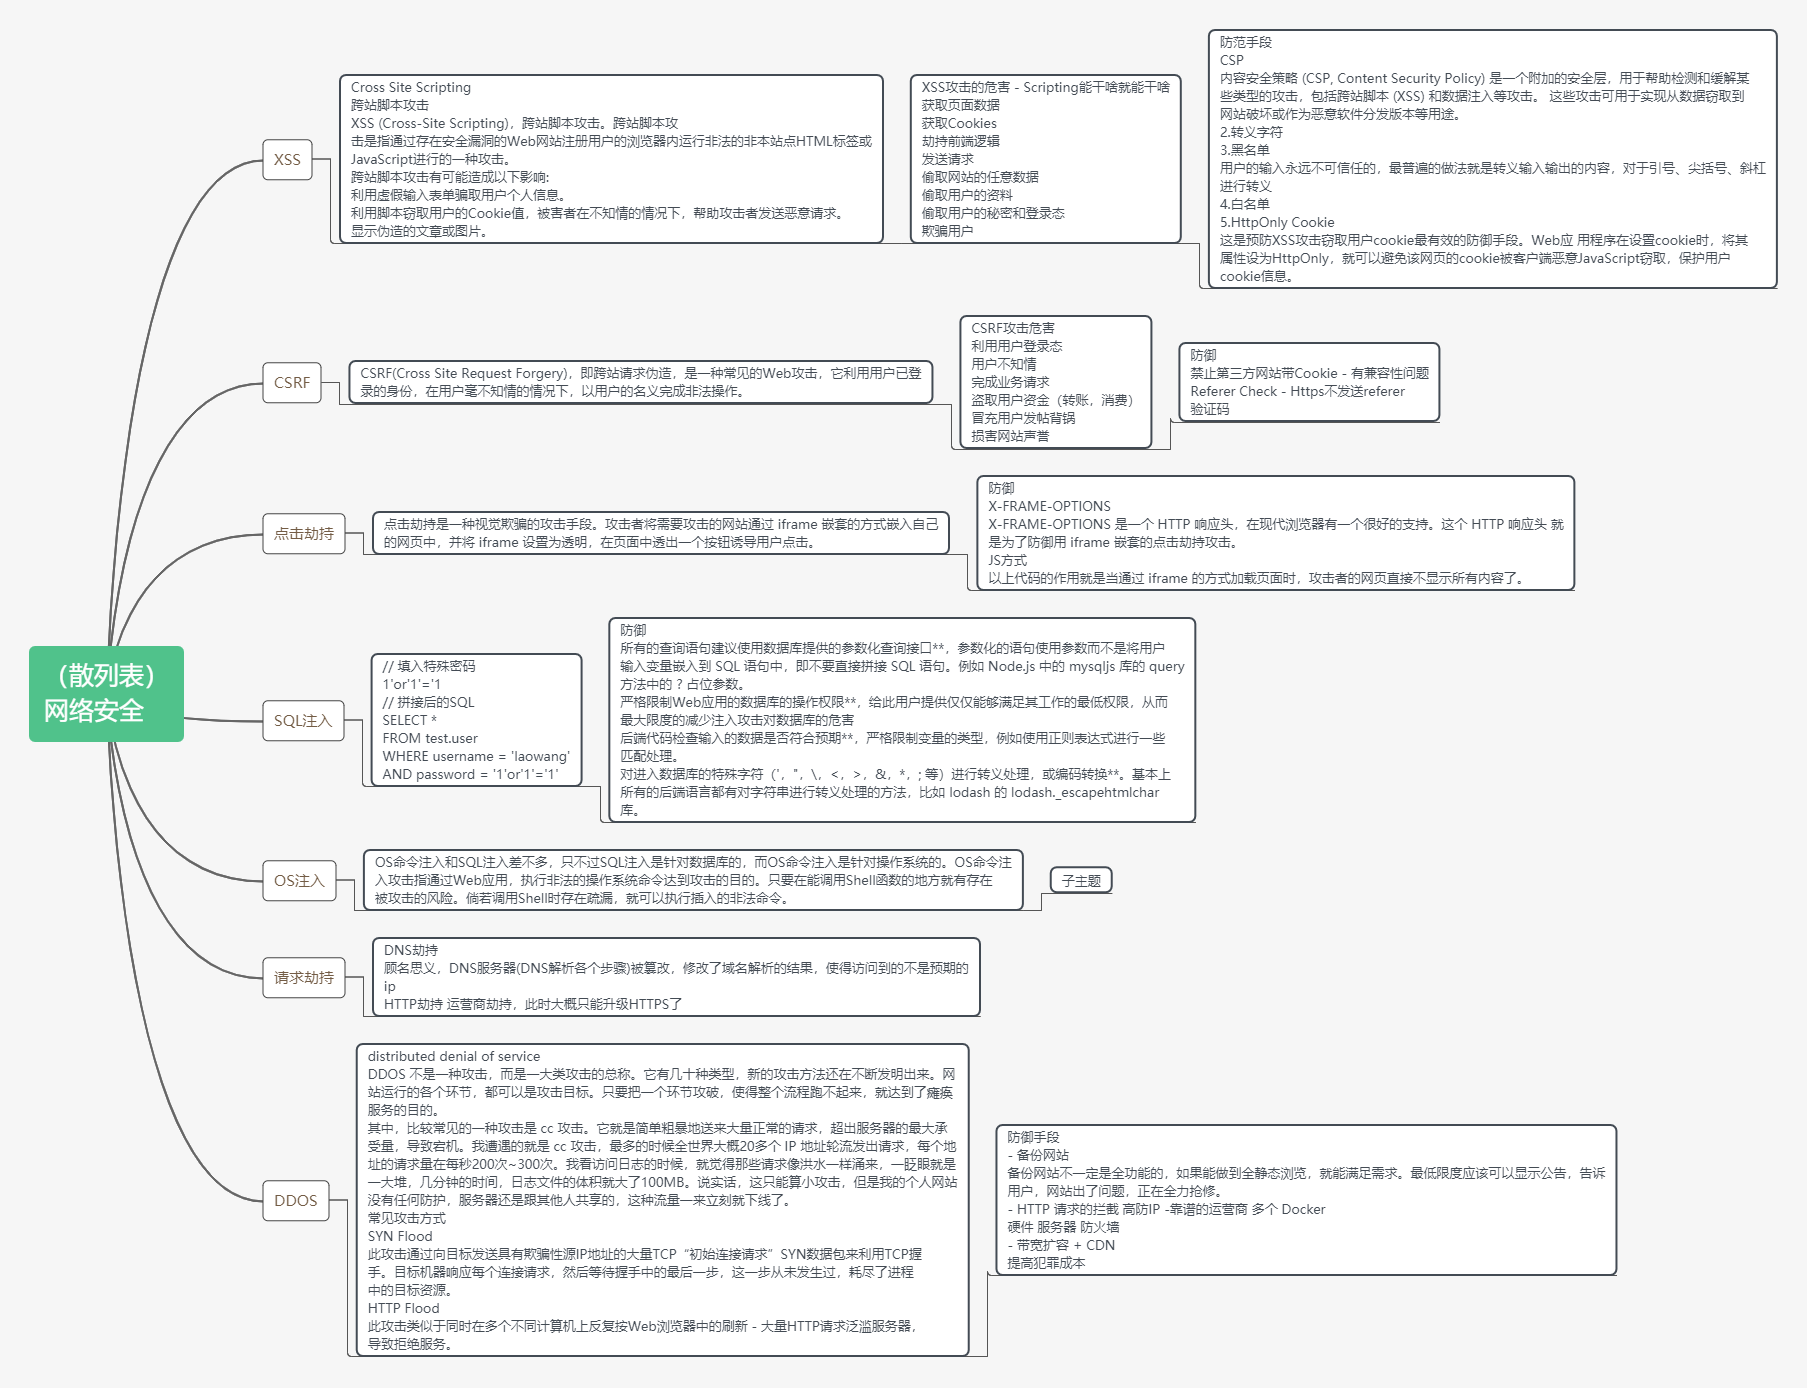 （散列表）
网络安全
XSS
Cross Site Scripting
跨站脚本攻击
XSS (Cross-Site Scripting)，跨站脚本攻击。跨站脚本攻
击是指通过存在安全漏洞的Web网站注册用户的浏览器内运行非法的非本站点HTML标签或
JavaScript进行的一种攻击。
跨站脚本攻击有可能造成以下影响:
利用虚假输入表单骗取用户个人信息。
利用脚本窃取用户的Cookie值，被害者在不知情的情况下，帮助攻击者发送恶意请求。
显示伪造的文章或图片。
XSS攻击的危害 - Scripting能干啥就能干啥
获取页面数据
获取Cookies
劫持前端逻辑
发送请求
偷取网站的任意数据
偷取用户的资料
偷取用户的秘密和登录态
欺骗用户
防范手段
CSP
内容安全策略 (CSP, Content Security Policy) 是一个附加的安全层，用于帮助检测和缓解某
些类型的攻击，包括跨站脚本 (XSS) 和数据注入等攻击。 这些攻击可用于实现从数据窃取到
网站破坏或作为恶意软件分发版本等用途。
2.转义字符
3.黑名单
用户的输入永远不可信任的，最普遍的做法就是转义输入输出的内容，对于引号、尖括号、斜杠
进行转义
4.白名单
5.HttpOnly Cookie
这是预防XSS攻击窃取用户cookie最有效的防御手段。Web应 用程序在设置cookie时，将其
属性设为HttpOnly，就可以避免该网页的cookie被客户端恶意JavaScript窃取，保护用户
cookie信息。
CSRF
CSRF(Cross Site Request Forgery)，即跨站请求伪造，是一种常见的Web攻击，它利用用户已登
录的身份，在用户毫不知情的情况下，以用户的名义完成非法操作。
CSRF攻击危害
利用用户登录态
用户不知情
完成业务请求
盗取用户资金（转账，消费）
冒充用户发帖背锅
损害网站声誉
防御
禁止第三方网站带Cookie - 有兼容性问题
Referer Check - Https不发送referer
验证码
点击劫持
点击劫持是一种视觉欺骗的攻击手段。攻击者将需要攻击的网站通过 iframe 嵌套的方式嵌入自己
的网页中，并将 iframe 设置为透明，在页面中透出一个按钮诱导用户点击。
防御
X-FRAME-OPTIONS
X-FRAME-OPTIONS 是一个 HTTP 响应头，在现代浏览器有一个很好的支持。这个 HTTP 响应头 就
是为了防御用 iframe 嵌套的点击劫持攻击。
JS方式
以上代码的作用就是当通过 iframe 的方式加载页面时，攻击者的网页直接不显示所有内容了。
SQL注入
// 填入特殊密码
1'or'1'='1
// 拼接后的SQL
SELECT *
FROM test.user
WHERE username = 'laowang'
AND password = '1'or'1'='1'
防御
所有的查询语句建议使用数据库提供的参数化查询接口**，参数化的语句使用参数而不是将用户
输入变量嵌入到 SQL 语句中，即不要直接拼接 SQL 语句。例如 Node.js 中的 mysqljs 库的 query
方法中的 ? 占位参数。
严格限制Web应用的数据库的操作权限**，给此用户提供仅仅能够满足其工作的最低权限，从而
最大限度的减少注入攻击对数据库的危害
后端代码检查输入的数据是否符合预期**，严格限制变量的类型，例如使用正则表达式进行一些
匹配处理。
对进入数据库的特殊字符（'，"，\，<，>，&，*，; 等）进行转义处理，或编码转换**。基本上
所有的后端语言都有对字符串进行转义处理的方法，比如 lodash 的 lodash._escapehtmlchar
库。
OS注入
OS命令注入和SQL注入差不多，只不过SQL注入是针对数据库的，而OS命令注入是针对操作系统的。OS命令注
入攻击指通过Web应用，执行非法的操作系统命令达到攻击的目的。只要在能调用Shell函数的地方就有存在
被攻击的风险。倘若调用Shell时存在疏漏，就可以执行插入的非法命令。
子主题
请求劫持
DNS劫持
顾名思义，DNS服务器(DNS解析各个步骤)被篡改，修改了域名解析的结果，使得访问到的不是预期的
ip
HTTP劫持 运营商劫持，此时大概只能升级HTTPS了
DDOS
distributed denial of service
DDOS 不是一种攻击，而是一大类攻击的总称。它有几十种类型，新的攻击方法还在不断发明出来。网
站运行的各个环节，都可以是攻击目标。只要把一个环节攻破，使得整个流程跑不起来，就达到了瘫痪
服务的目的。
其中，比较常见的一种攻击是 cc 攻击。它就是简单粗暴地送来大量正常的请求，超出服务器的最大承
受量，导致宕机。我遭遇的就是 cc 攻击，最多的时候全世界大概20多个 IP 地址轮流发出请求，每个地
址的请求量在每秒200次~300次。我看访问日志的时候，就觉得那些请求像洪水一样涌来，一眨眼就是
一大堆，几分钟的时间，日志文件的体积就大了100MB。说实话，这只能算小攻击，但是我的个人网站
没有任何防护，服务器还是跟其他人共享的，这种流量一来立刻就下线了。
常见攻击方式
SYN Flood
此攻击通过向目标发送具有欺骗性源IP地址的大量TCP“初始连接请求”SYN数据包来利用TCP握
手。目标机器响应每个连接请求，然后等待握手中的最后一步，这一步从未发生过，耗尽了进程
中的目标资源。
HTTP Flood
此攻击类似于同时在多个不同计算机上反复按Web浏览器中的刷新 - 大量HTTP请求泛滥服务器，
导致拒绝服务。
防御手段
- 备份网站
备份网站不一定是全功能的，如果能做到全静态浏览，就能满足需求。最低限度应该可以显示公告，告诉
用户，网站出了问题，正在全力抢修。
- HTTP 请求的拦截 高防IP -靠谱的运营商 多个 Docker
硬件 服务器 防火墙
- 带宽扩容 + CDN
提高犯罪成本